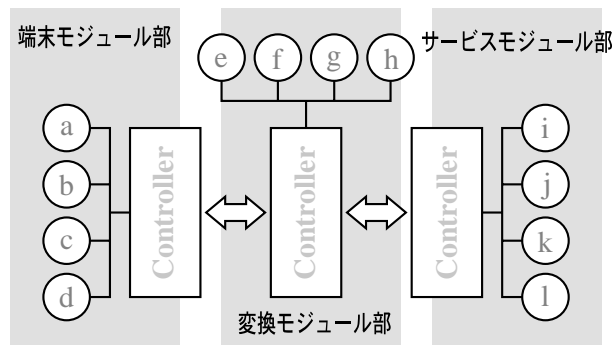 端末モジュール部
サービスモジュール部
e
f
g
h
a
b
c
d
Controller
Controller
Controller
i
j
k
l
変換モジュール部